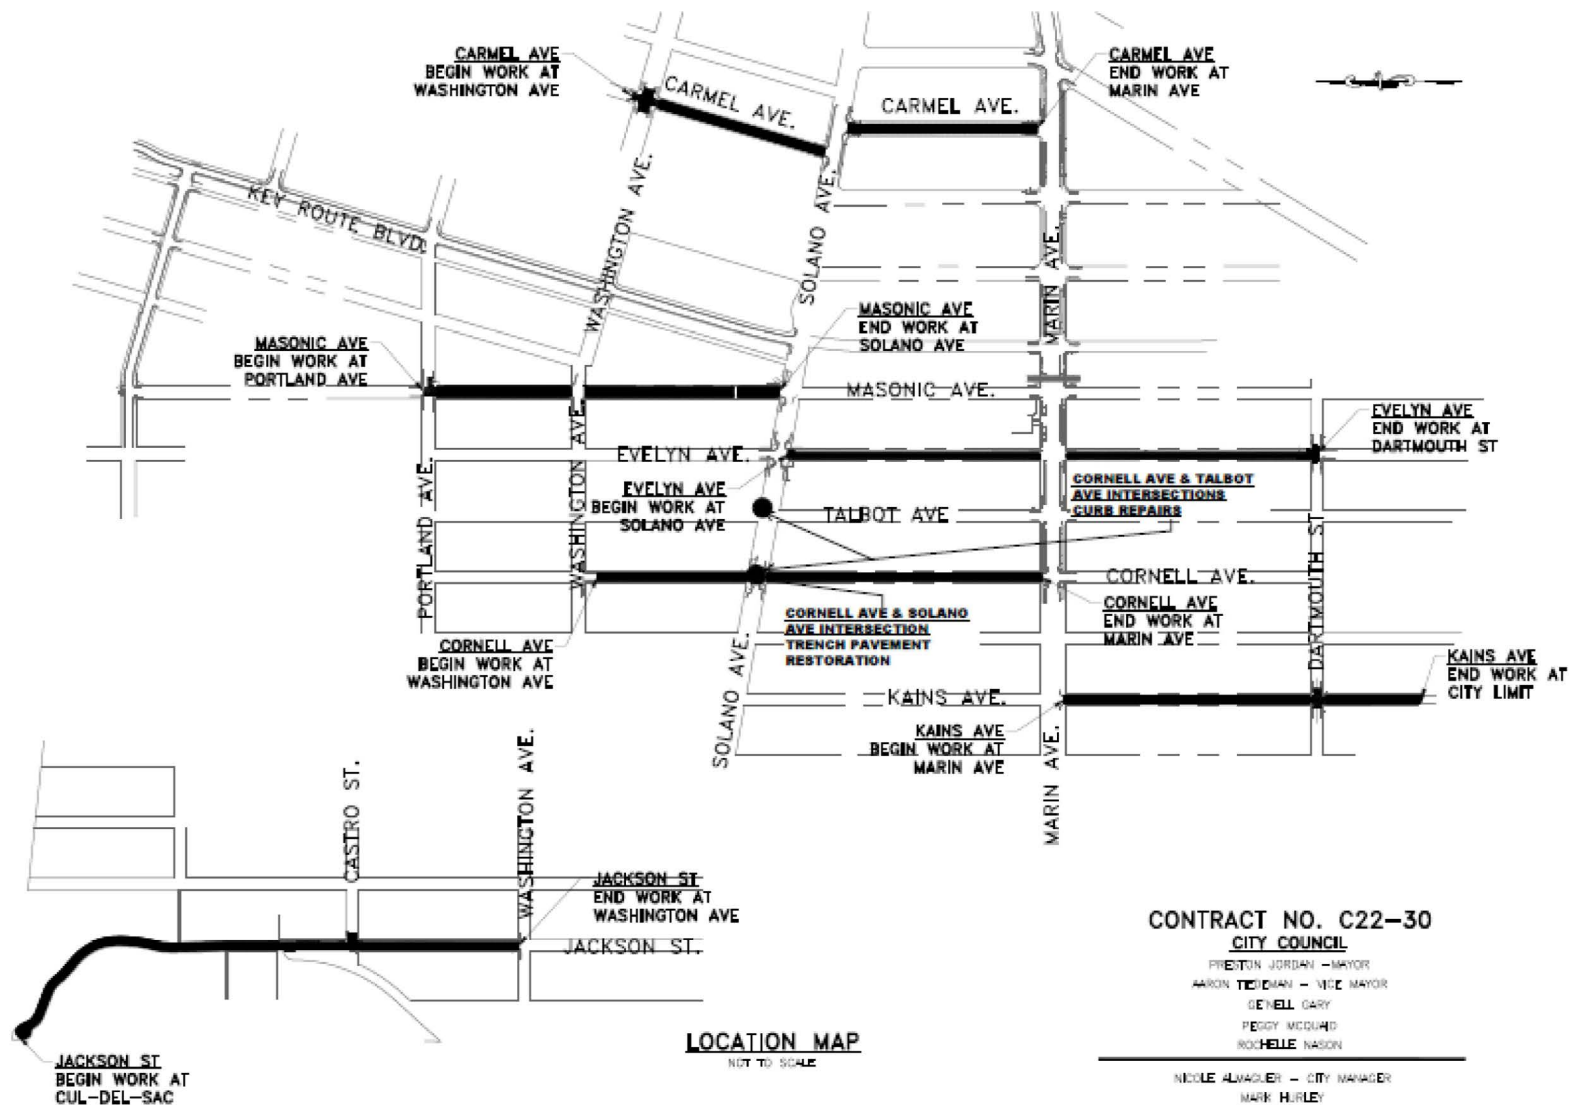 CARMEL AVE
BEGIN WORK AT
WASHINGTON AVE
CARMEL AVE.
CARMEL AVE.
CARMEL AVE
END WORK AT
MARIN AVE
KEY ROUTE BLVD.
WASHINGTON AVE.
SOLANO AVE.
MARIN AVE.
MASONIC AVE
BEGIN WORK AT
PORTLAND AVE
MASONIC AVE
END WORK AT
SOLANO AVE
MASONIC AVE.
EVELYN AVE
END WORK AT
DARTMOUTH ST
EVELYN AVE.
EVELYN AVE
BEGIN WORK AT
SOLANO AVE
CORNELL AVE & TALBOT
AVE INTERSECTIONS
CURB REPAIRS
TALBOT AVE
PORTLAND AVE.
WASHINGTON AVE.
DARTMOUTH ST
CORNELL AVE.
CORNELL AVE
BEGIN WORK AT
WASHINGTON AVE
CORNELL AVE & SOLANO
AVE INTERSECTION
TRENCH PAVEMENT
RESTORATION
CORNELL AVE
END WORK AT
MARIN AVE
KAINS AVE
END WORK AT
CITY LIMIT
SOLANO AVE.
KAINS AVE.
KAINS AVE
BEGIN WORK AT
MARIN AVE
MARIN AVE.
CASTRO ST.
WASHINGTON AVE.
JACKSON ST
END WORK AT
WASHINGTON AVE
JACKSON ST.
JACKSON ST
BEGIN WORK AT
CUL-DEL-SAC
LOCATION MAP
NOT TO SCALE
CONTRACT NO. C22-30
CITY COUNCIL
PRESTON JORDAN - MAYOR
AARON TIEDEMAN - VICE MAYOR
GE'NELL GARY
PEGGY MCQUAID
ROCHELLE NASON
NICOLE ALMAGUER - CITY MANAGER
MARK HURLEY